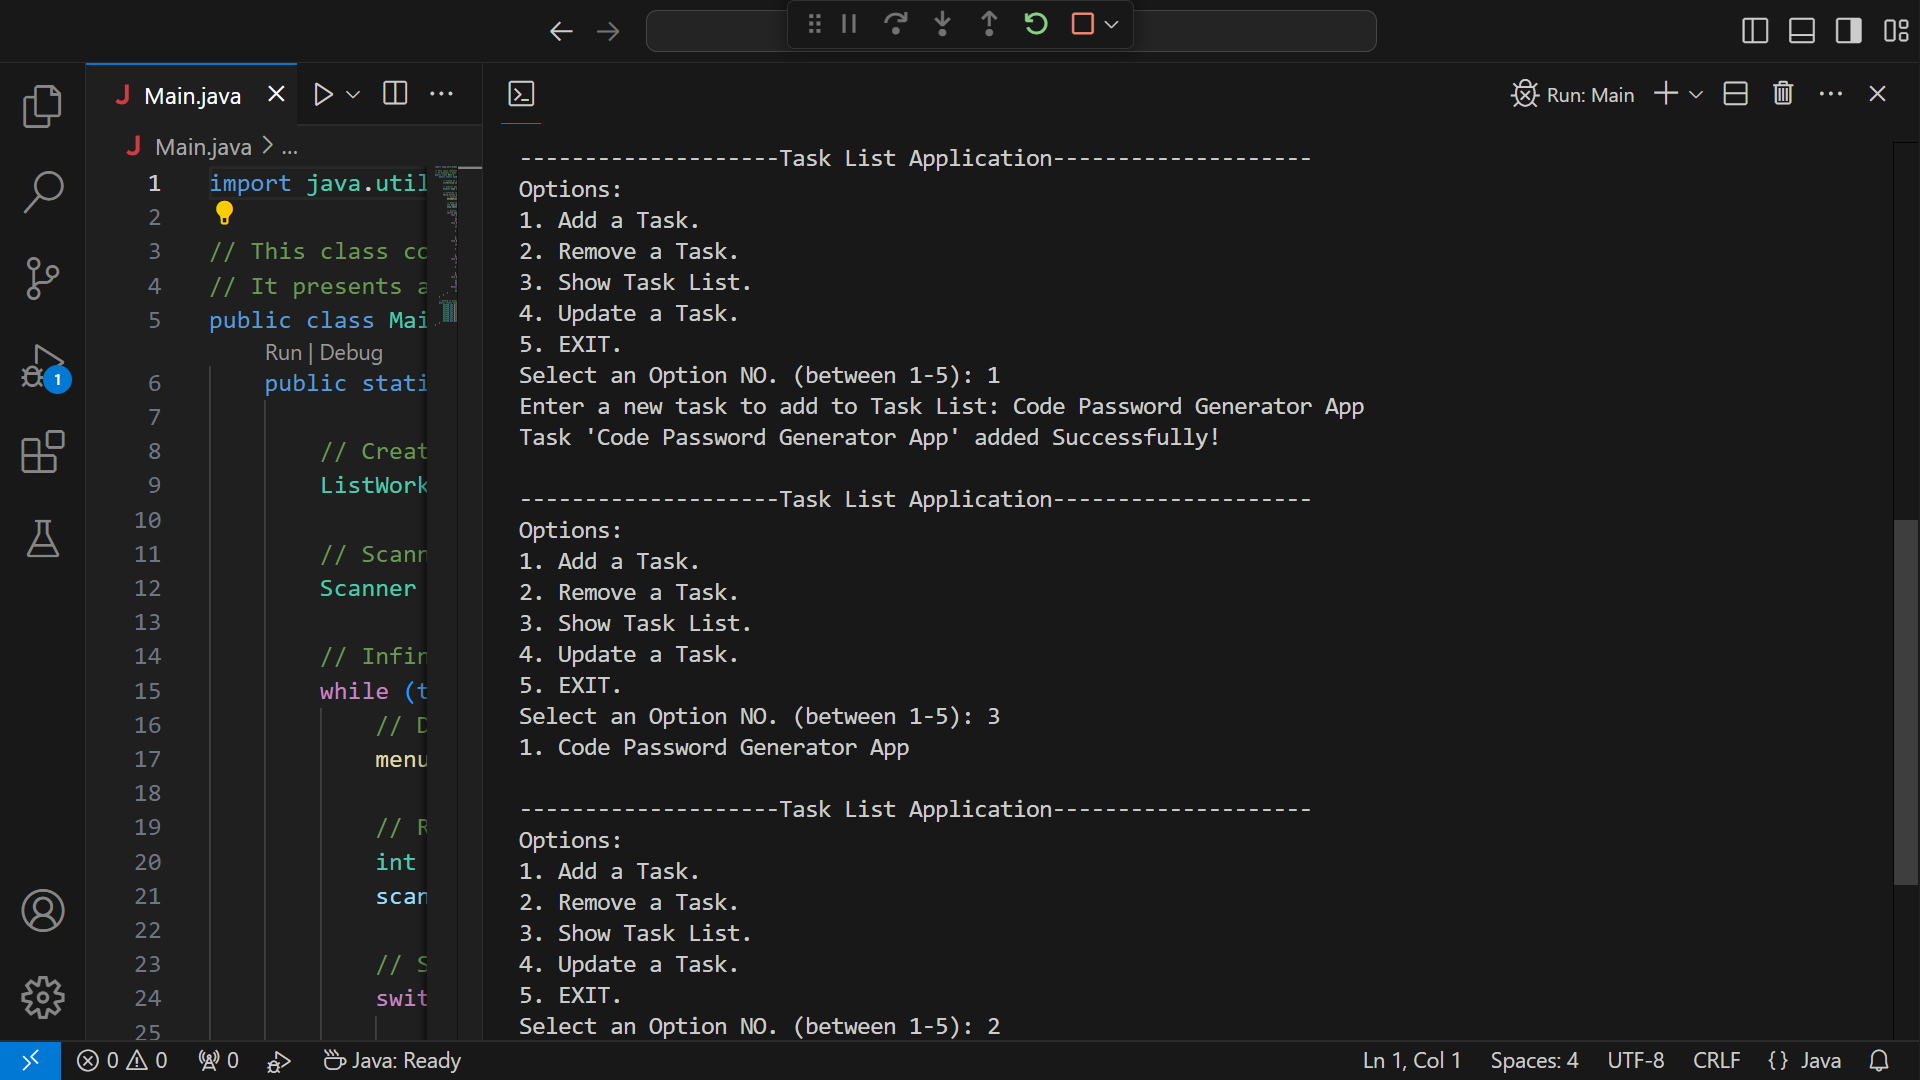 Main.java
Main.java > ...
1 import java.util
2
3 // This class co
4 // It presents a
5 public class Mai
Run | Debug
6 public stati
7
8 // Creat
9 ListWork
10
11 // Scann
12 Scanner
13
14 // Infin
15 while (t
16 // D
17 menu
18
19 // R
20 int
21 scan
22
23 // S
24 swit
25
1
Run: Main
--------------------Task List Application--------------------
Options:
1. Add a Task.
2. Remove a Task.
3. Show Task List.
4. Update a Task.
5. EXIT.
Select an Option NO. (between 1-5): 1
Enter a new task to add to Task List: Code Password Generator App
Task 'Code Password Generator App' added Successfully!
--------------------Task List Application--------------------
Options:
1. Add a Task.
2. Remove a Task.
3. Show Task List.
4. Update a Task.
5. EXIT.
Select an Option NO. (between 1-5): 3
1. Code Password Generator App
--------------------Task List Application--------------------
Options:
1. Add a Task.
2. Remove a Task.
3. Show Task List.
4. Update a Task.
5. EXIT.
Select an Option NO. (between 1-5): 2
0 0 0 Java: Ready Ln 1, Col 1 Spaces: 4 UTF-8 CRLF {} Java